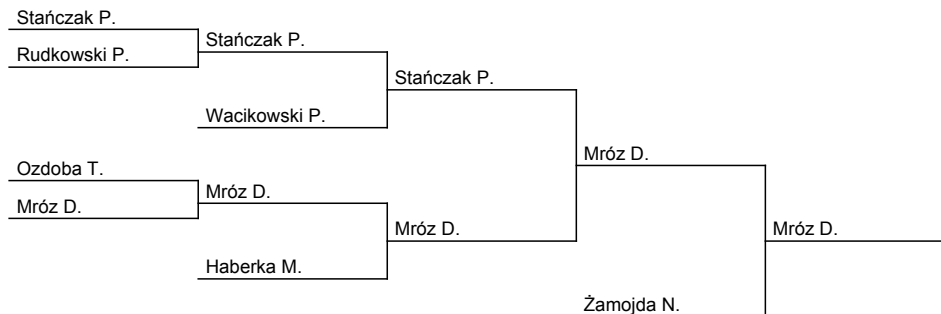 Stańczak P.
Rudkowski P.
Stańczak P.
Wacikowski P.
Stańczak P.
Ozdoba T.
Mróz D.
Mróz D.
Haberka M.
Mróz D.
Mróz D.
Żamojda N.
Mróz D.